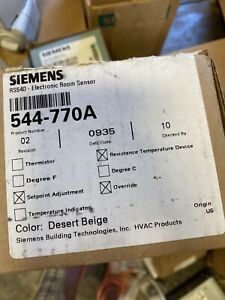 SIEMENS
RS540 - Electronic Room Sensor
544-770A
Product Number
02 0935 10
Revision Date Code Checked By
Thermistor Resistance Temperature Device
Degree F Degree C
Setpoint Adjustment Override
Temperature Indicator
Color: Desert Beige Origin
Siemens Building Technologies, Inc. HVAC Products US